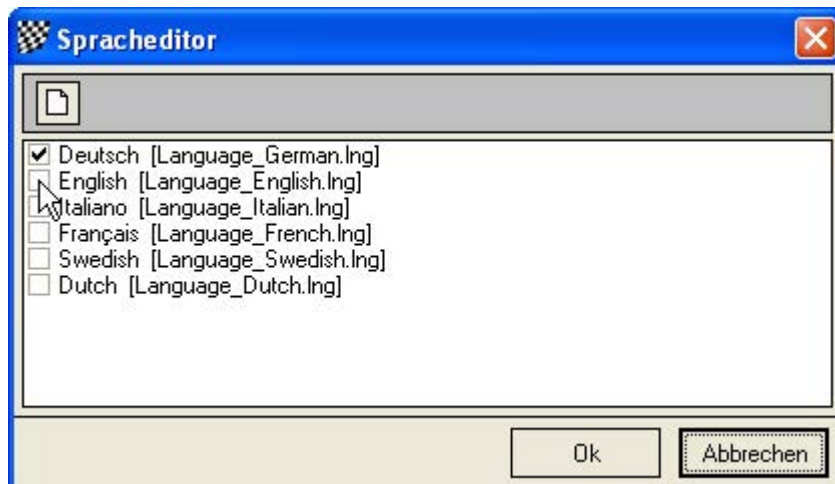 Spracheditor
Deutsch [Language_German.lng]
English [Language_English.lng]
Italiano [Language_Italian.lng]
Français [Language_French.lng]
Swedish [Language_Swedish.lng]
Dutch [Language_Dutch.lng]
Ok Abbrechen